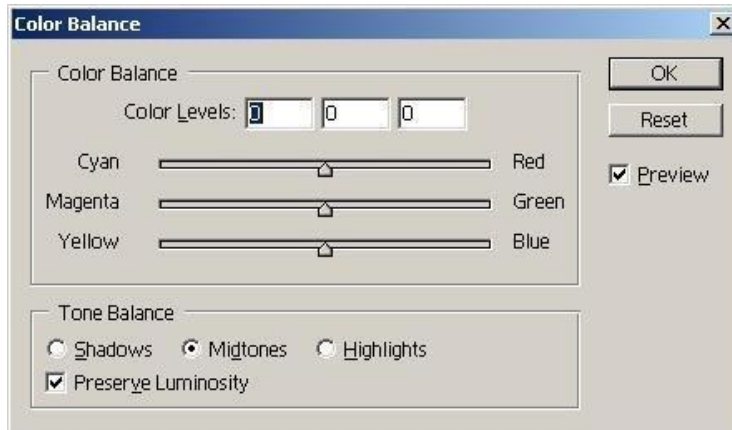 Color Balance
Color Balance
OK
Color Levels: 0 0 0
Reset
Cyan Red
Preview
Magenta Green
Yellow Blue
Tone Balance
Shadows Midtones Highlights
Preserve Luminosity